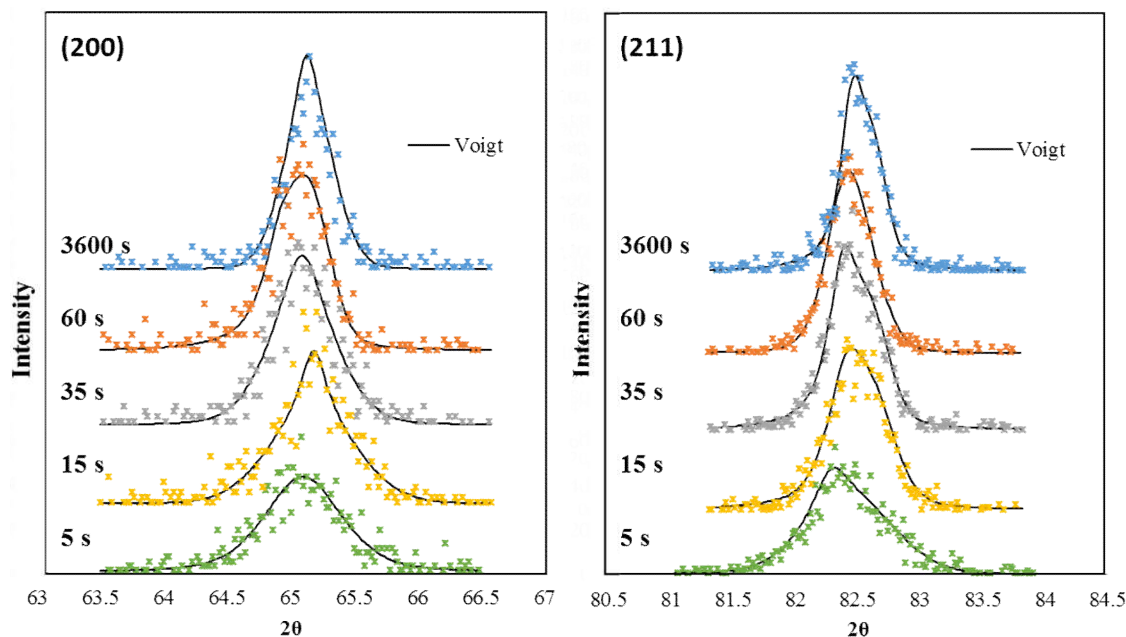 (200)
Voigt
3600 s
60 s
35 s
15 s
5 s
Intensity
63 63.5 64 64.5 65 65.5 66 66.5 67
2θ
(211)
Voigt
3600 s
60 s
35 s
15 s
5 s
Intensity
80.5 81 81.5 82 82.5 83 83.5 84 84.5
2θ